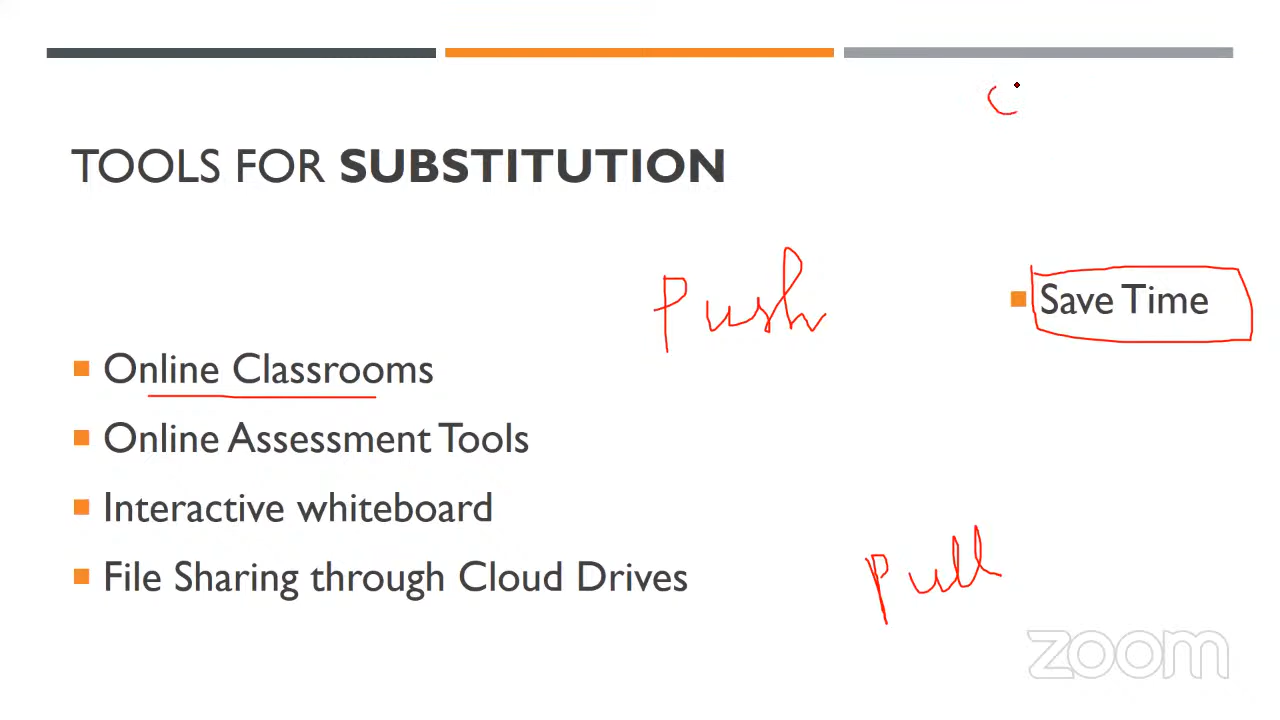 TOOLS FOR SUBSTITUTION
Push
Save Time
Online Classrooms
Online Assessment Tools
Interactive whiteboard
File Sharing through Cloud Drives
Pull
zoom